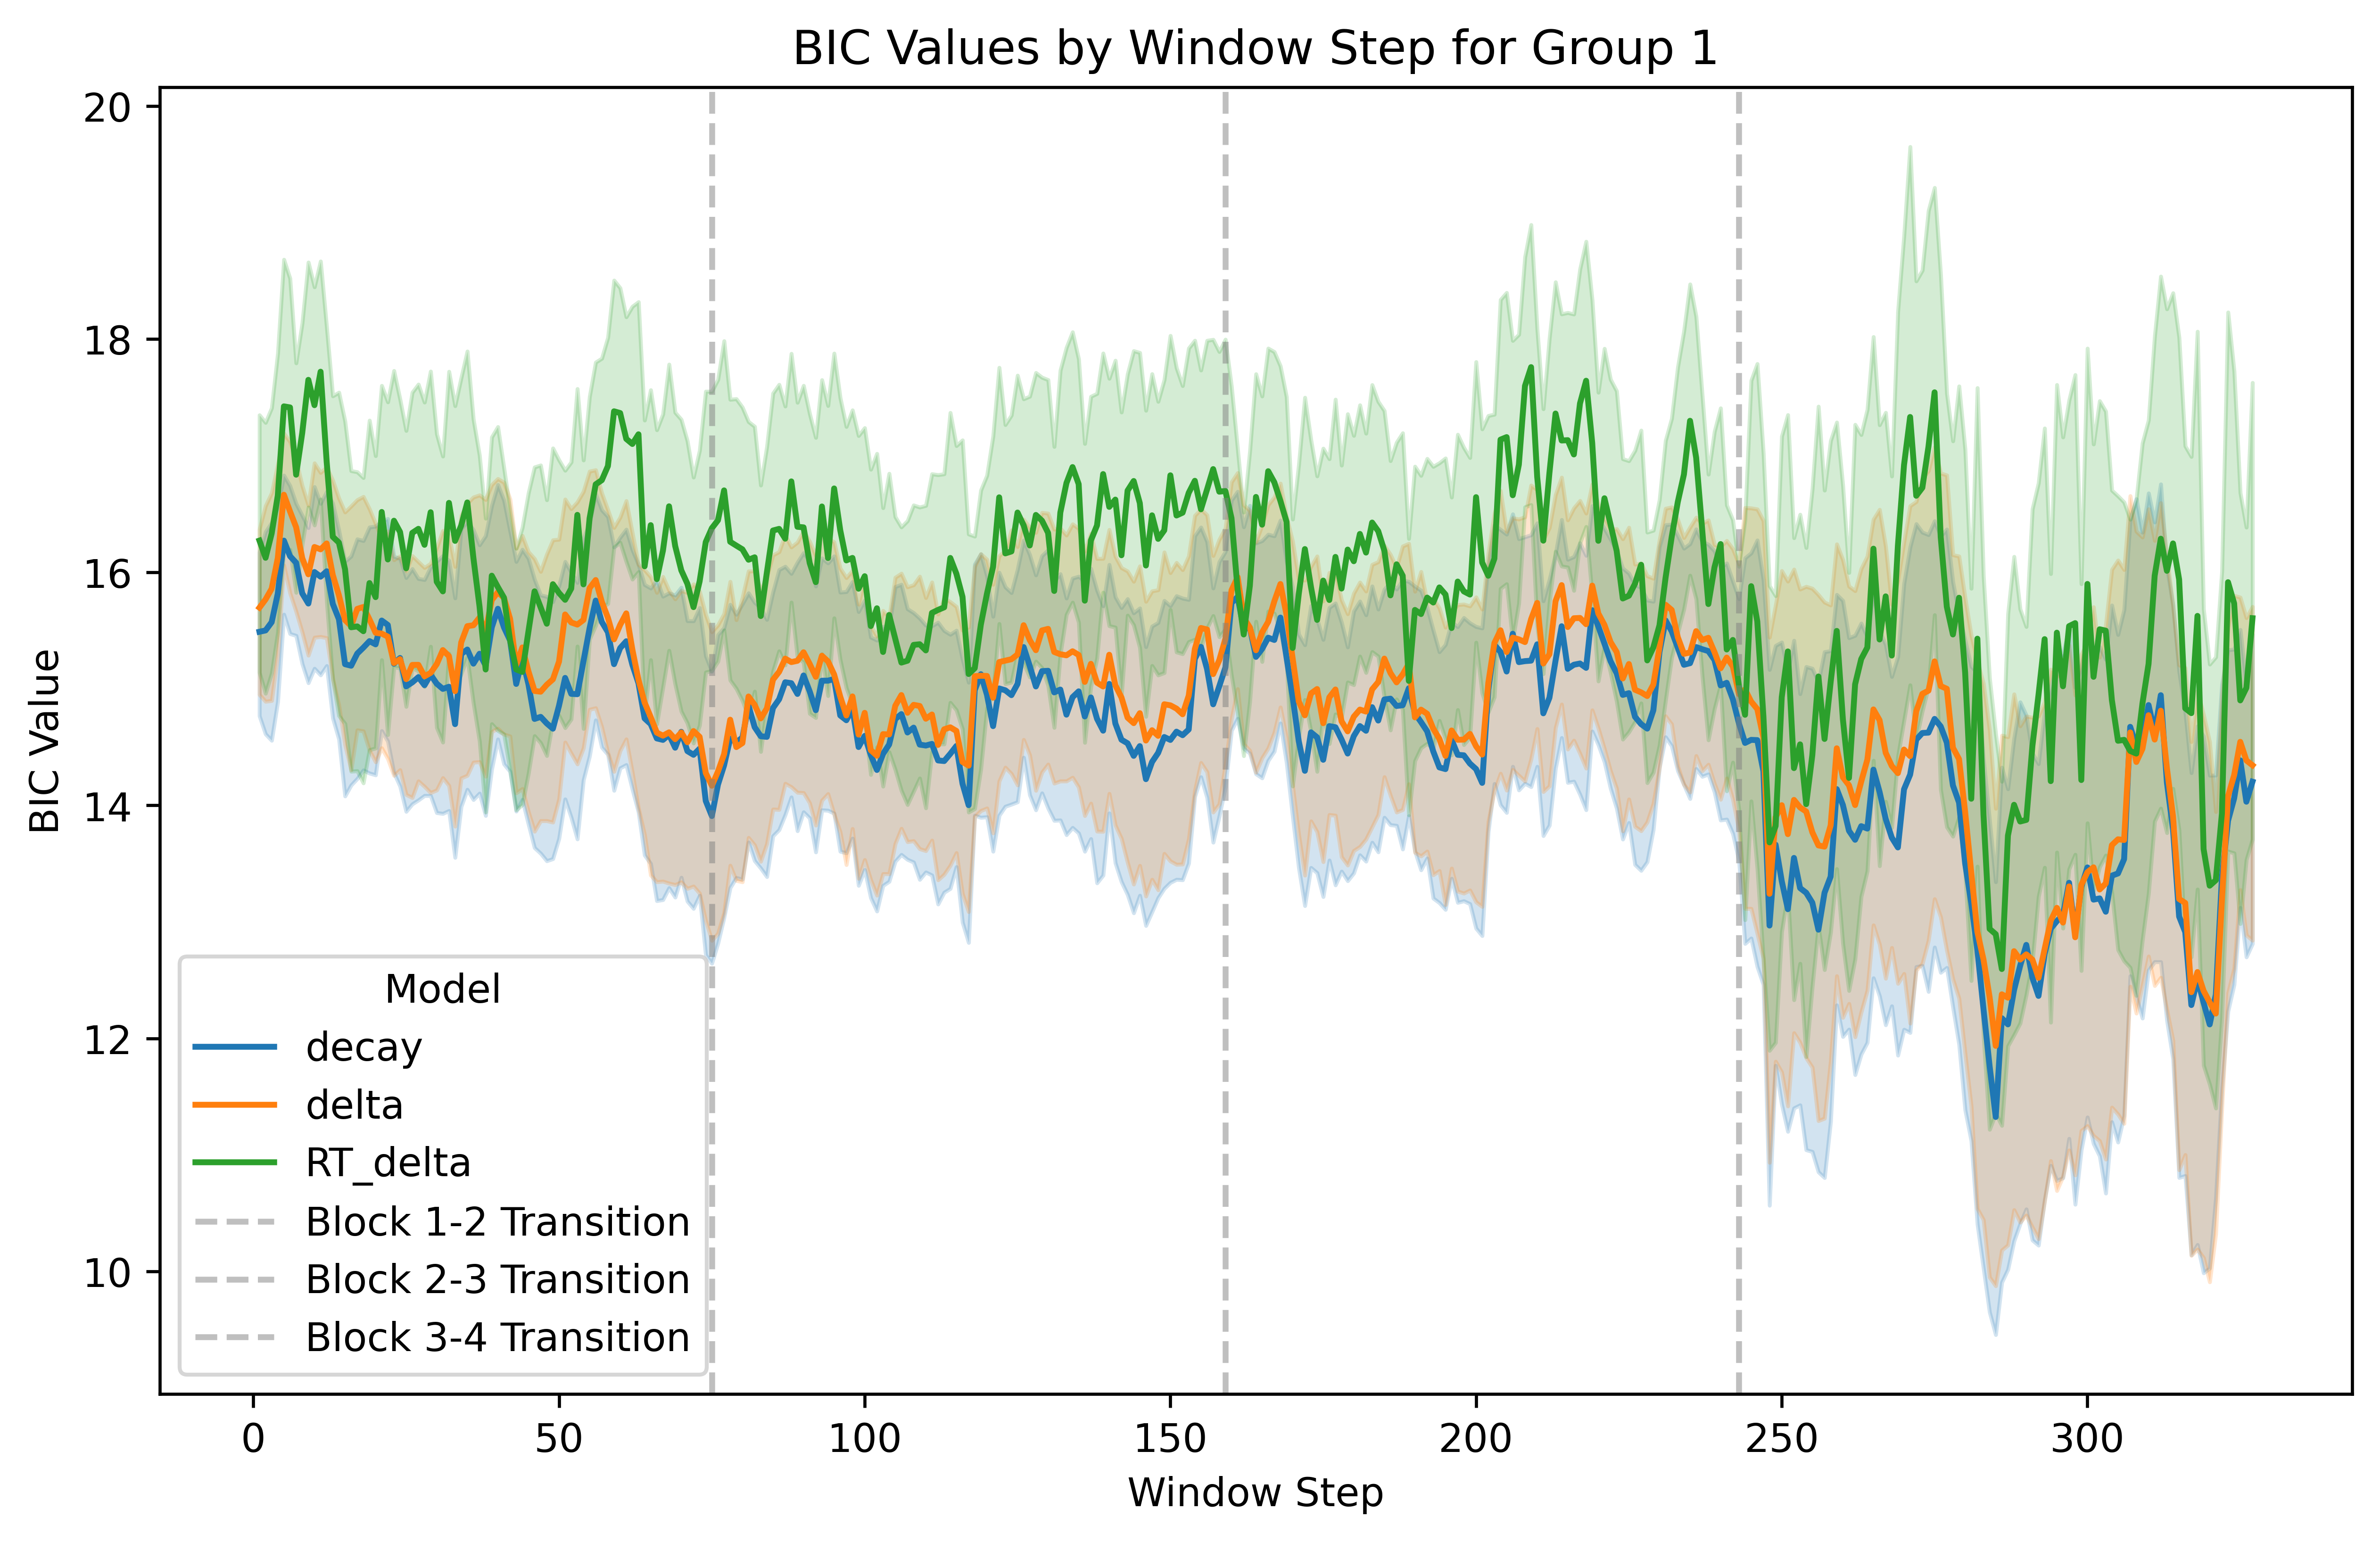 BIC Values by Window Step for Group 1
BIC Value
20
18
16
14
12
10
Model
decay
delta
RT_delta
Block 1-2 Transition
Block 2-3 Transition
Block 3-4 Transition
0 50 100 150 200 250 300
Window Step